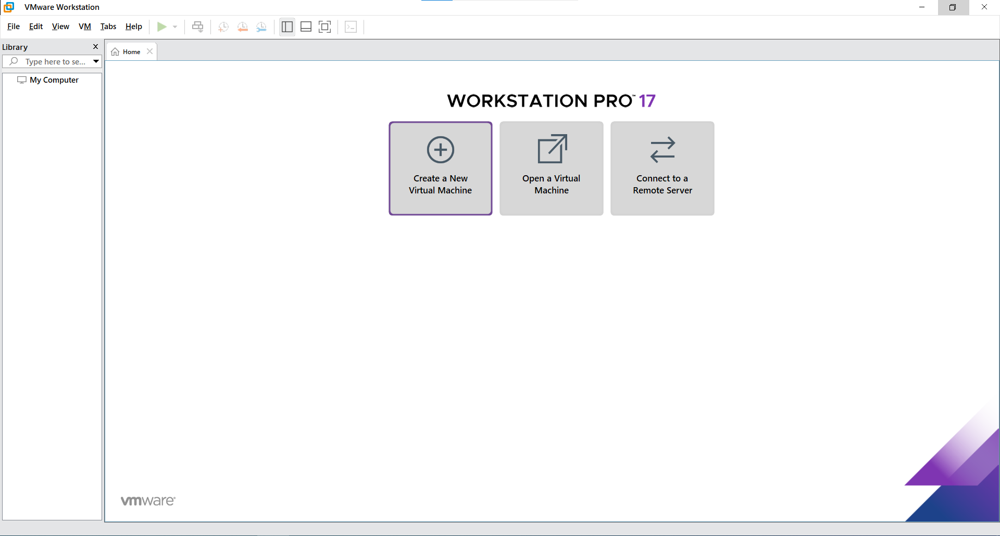 VMware Workstation
File Edit View VM Tabs Help
Library
Home
Type here to se...
My Computer
WORKSTATION PRO™ 17
Create a New
Virtual Machine
Open a Virtual
Machine
Connect to a
Remote Server
vmware®